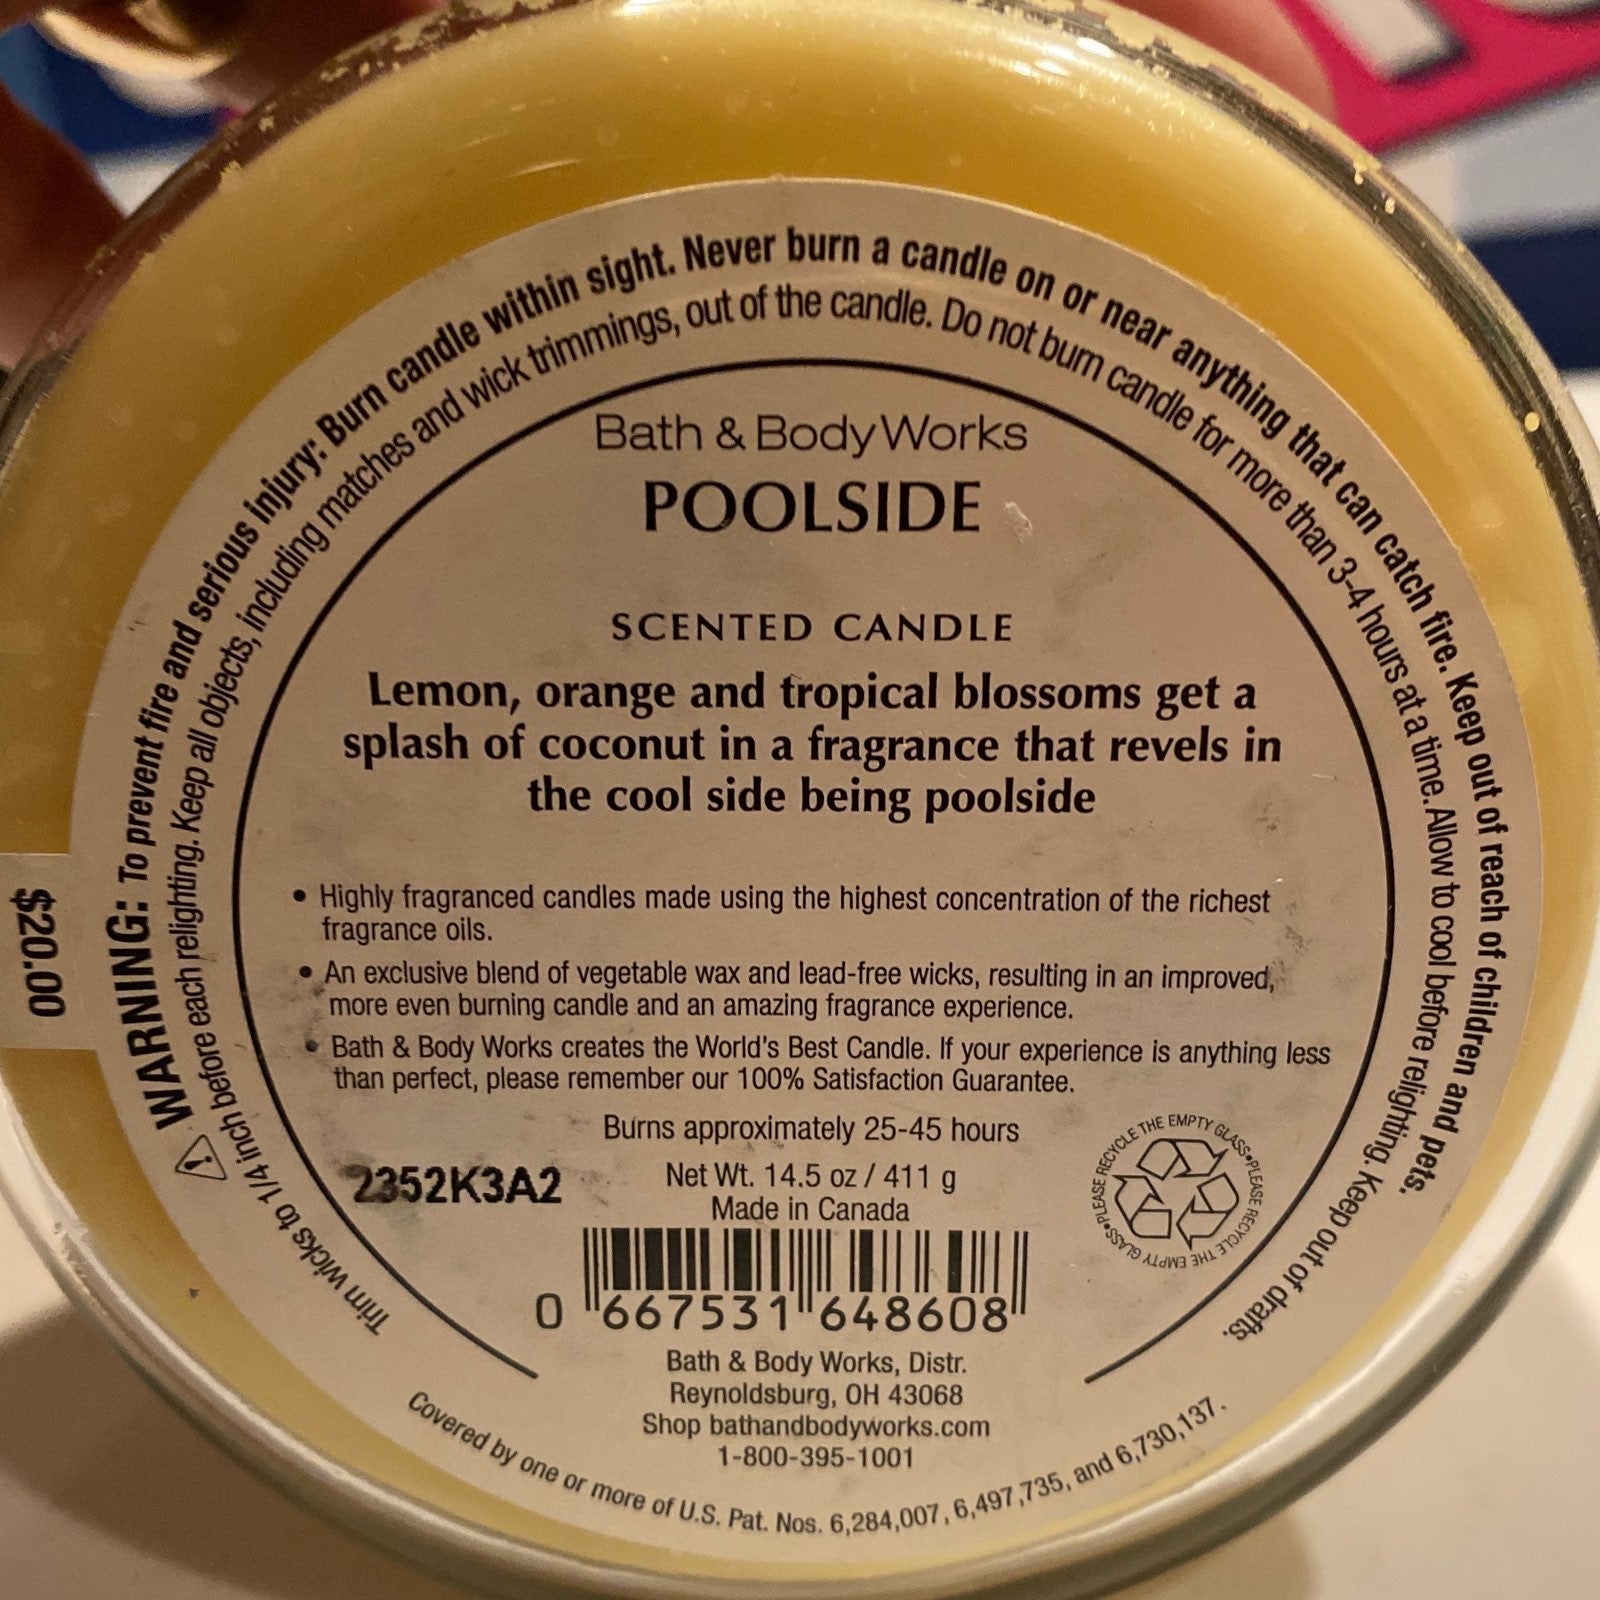 WARNING: To prevent fire and serious injury: Burn candle within sight. Never burn a candle on or near anything that can catch fire. Keep out of reach of children and pets.
Trim wicks to 1/4 inch before each relighting. Keep all objects, including matches and wick trimmings, out of the candle. Do not burn candle for more than 3-4 hours at a time. Allow to cool before relighting. Keep out of drafts.
Bath & Body Works
POOLSIDE
SCENTED CANDLE
Lemon, orange and tropical blossoms get a
splash of coconut in a fragrance that revels in
the cool side being poolside
• Highly fragranced candles made using the highest concentration of the richest
fragrance oils.
• An exclusive blend of vegetable wax and lead-free wicks, resulting in an improved,
more even burning candle and an amazing fragrance experience.
• Bath & Body Works creates the World's Best Candle. If your experience is anything less
than perfect, please remember our 100% Satisfaction Guarantee.
Burns approximately 25-45 hours
2352K3A2
Net Wt. 14.5 oz / 411 g
Made in Canada
PLEASE RECYCLE THE EMPTY GLASS•PLEASE RECYCLE THE EMPTY GLASS•
0 667531 648608
Bath & Body Works, Distr.
Reynoldsburg, OH 43068
Shop bathandbodyworks.com
1-800-395-1001
Covered by one or more of U.S. Pat. Nos. 6,284,007, 6,497,735, and 6,730,137.
$20.00